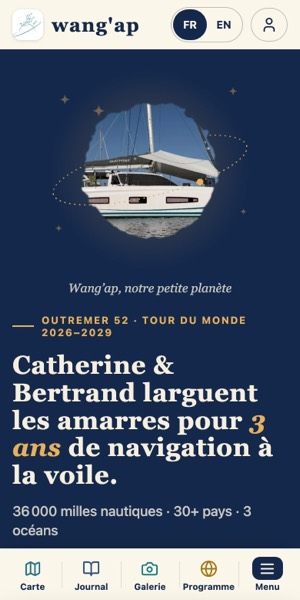 wang'ap
FR EN
Wang'ap, notre petite planète
OUTREMER 52 · TOUR DU MONDE
2026–2029
Catherine &
Bertrand larguent
les amarres pour 3
ans de navigation à
la voile.
36 000 milles nautiques · 30+ pays · 3
océans
Carte Journal Galerie Programme Menu